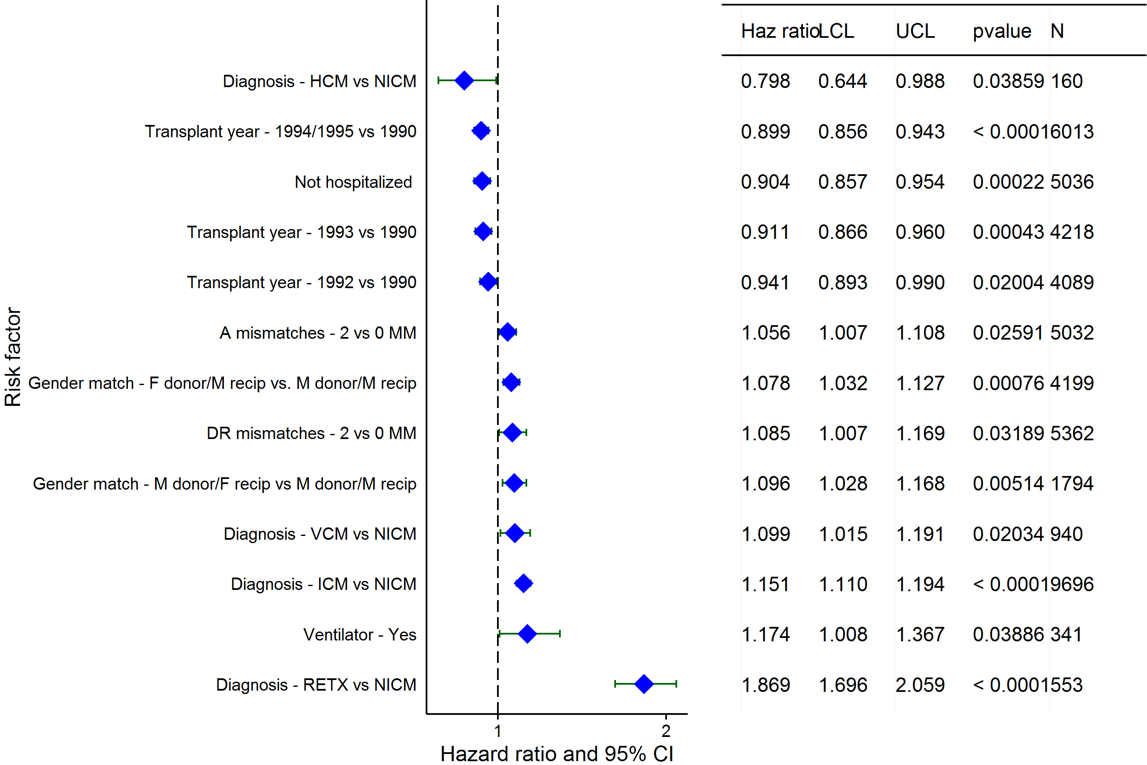 Haz ratio LCL UCL pvalue N
Diagnosis - HCM vs NICM 0.798 0.644 0.988 0.03859 160
Transplant year - 1994/1995 vs 1990 0.899 0.856 0.943 < 0.0001 6013
Not hospitalized 0.904 0.857 0.954 0.00022 5036
Transplant year - 1993 vs 1990 0.911 0.866 0.960 0.00043 4218
Transplant year - 1992 vs 1990 0.941 0.893 0.990 0.02004 4089
A mismatches - 2 vs 0 MM 1.056 1.007 1.108 0.02591 5032
Gender match - F donor/M recip vs. M donor/M recip 1.078 1.032 1.127 0.00076 4199
DR mismatches - 2 vs 0 MM 1.085 1.007 1.169 0.03189 5362
Gender match - M donor/F recip vs M donor/M recip 1.096 1.028 1.168 0.00514 1794
Diagnosis - VCM vs NICM 1.099 1.015 1.191 0.02034 940
Diagnosis - ICM vs NICM 1.151 1.110 1.194 < 0.0001 9696
Ventilator - Yes 1.174 1.008 1.367 0.03886 341
Diagnosis - RETX vs NICM 1.869 1.696 2.059 < 0.0001 553
Risk factor
1 2
Hazard ratio and 95% CI